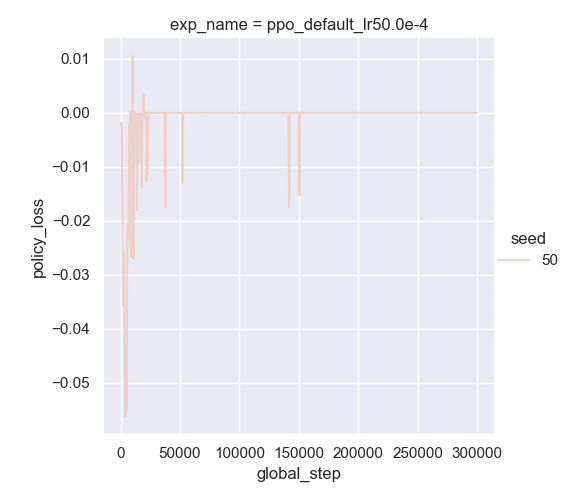 exp_name = ppo_default_lr50.0e-4
0.01
0.00
−0.01
−0.02
−0.03
−0.04
−0.05
policy_loss
0 50000 100000 150000 200000 250000 300000
global_step
seed
50